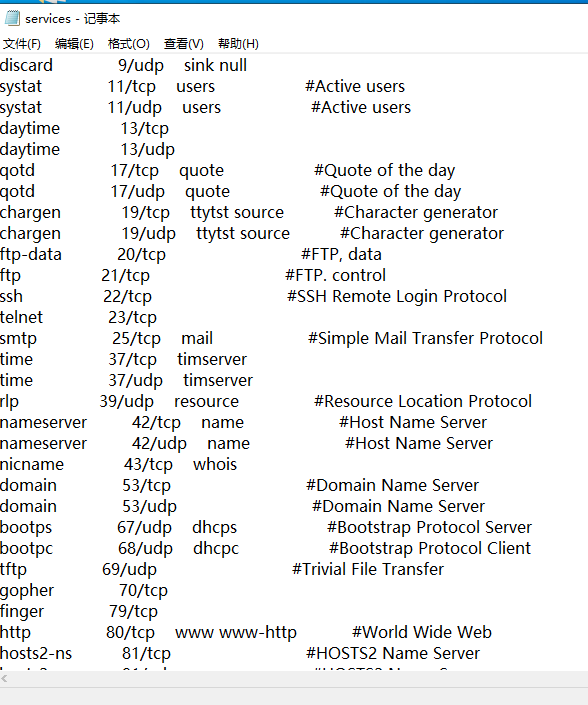 services - 记事本
文件(F) 编辑(E) 格式(O) 查看(V) 帮助(H)
discard 9/udp sink null
systat 11/tcp users #Active users
systat 11/udp users #Active users
daytime 13/tcp
daytime 13/udp
qotd 17/tcp quote #Quote of the day
qotd 17/udp quote #Quote of the day
chargen 19/tcp ttytst source #Character generator
chargen 19/udp ttytst source #Character generator
ftp-data 20/tcp #FTP, data
ftp 21/tcp #FTP. control
ssh 22/tcp #SSH Remote Login Protocol
telnet 23/tcp
smtp 25/tcp mail #Simple Mail Transfer Protocol
time 37/tcp timserver
time 37/udp timserver
rlp 39/udp resource #Resource Location Protocol
nameserver 42/tcp name #Host Name Server
nameserver 42/udp name #Host Name Server
nicname 43/tcp whois
domain 53/tcp #Domain Name Server
domain 53/udp #Domain Name Server
bootps 67/udp dhcps #Bootstrap Protocol Server
bootpc 68/udp dhcpc #Bootstrap Protocol Client
tftp 69/udp #Trivial File Transfer
gopher 70/tcp
finger 79/tcp
http 80/tcp www www-http #World Wide Web
hosts2-ns 81/tcp #HOSTS2 Name Server